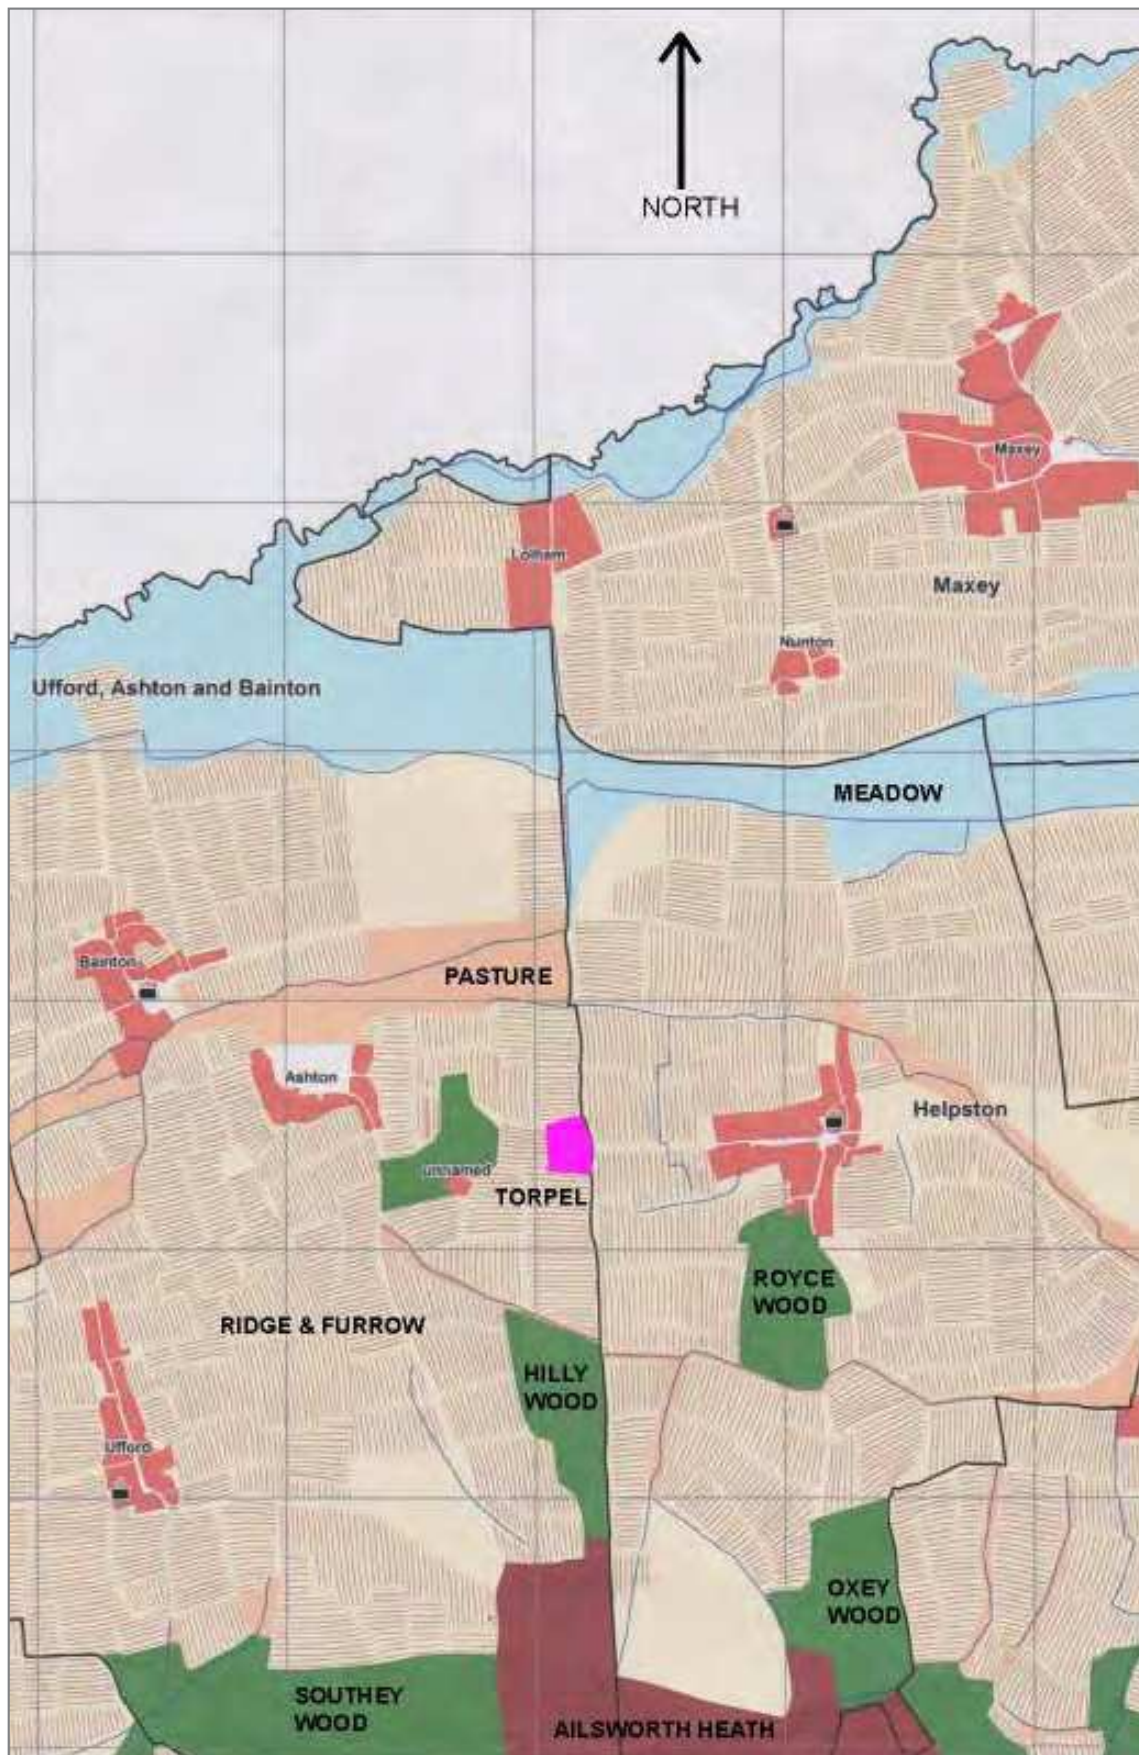 NORTH
Maxey
Lolham
Maxey
Nunton
Ufford, Ashton and Bainton
MEADOW
Bainton
PASTURE
Ashton
Helpston
unnamed
TORPEL
ROYCE
WOOD
RIDGE & FURROW
HILLY
WOOD
Ufford
OXEY
WOOD
SOUTHEY
WOOD
AILSWORTH HEATH